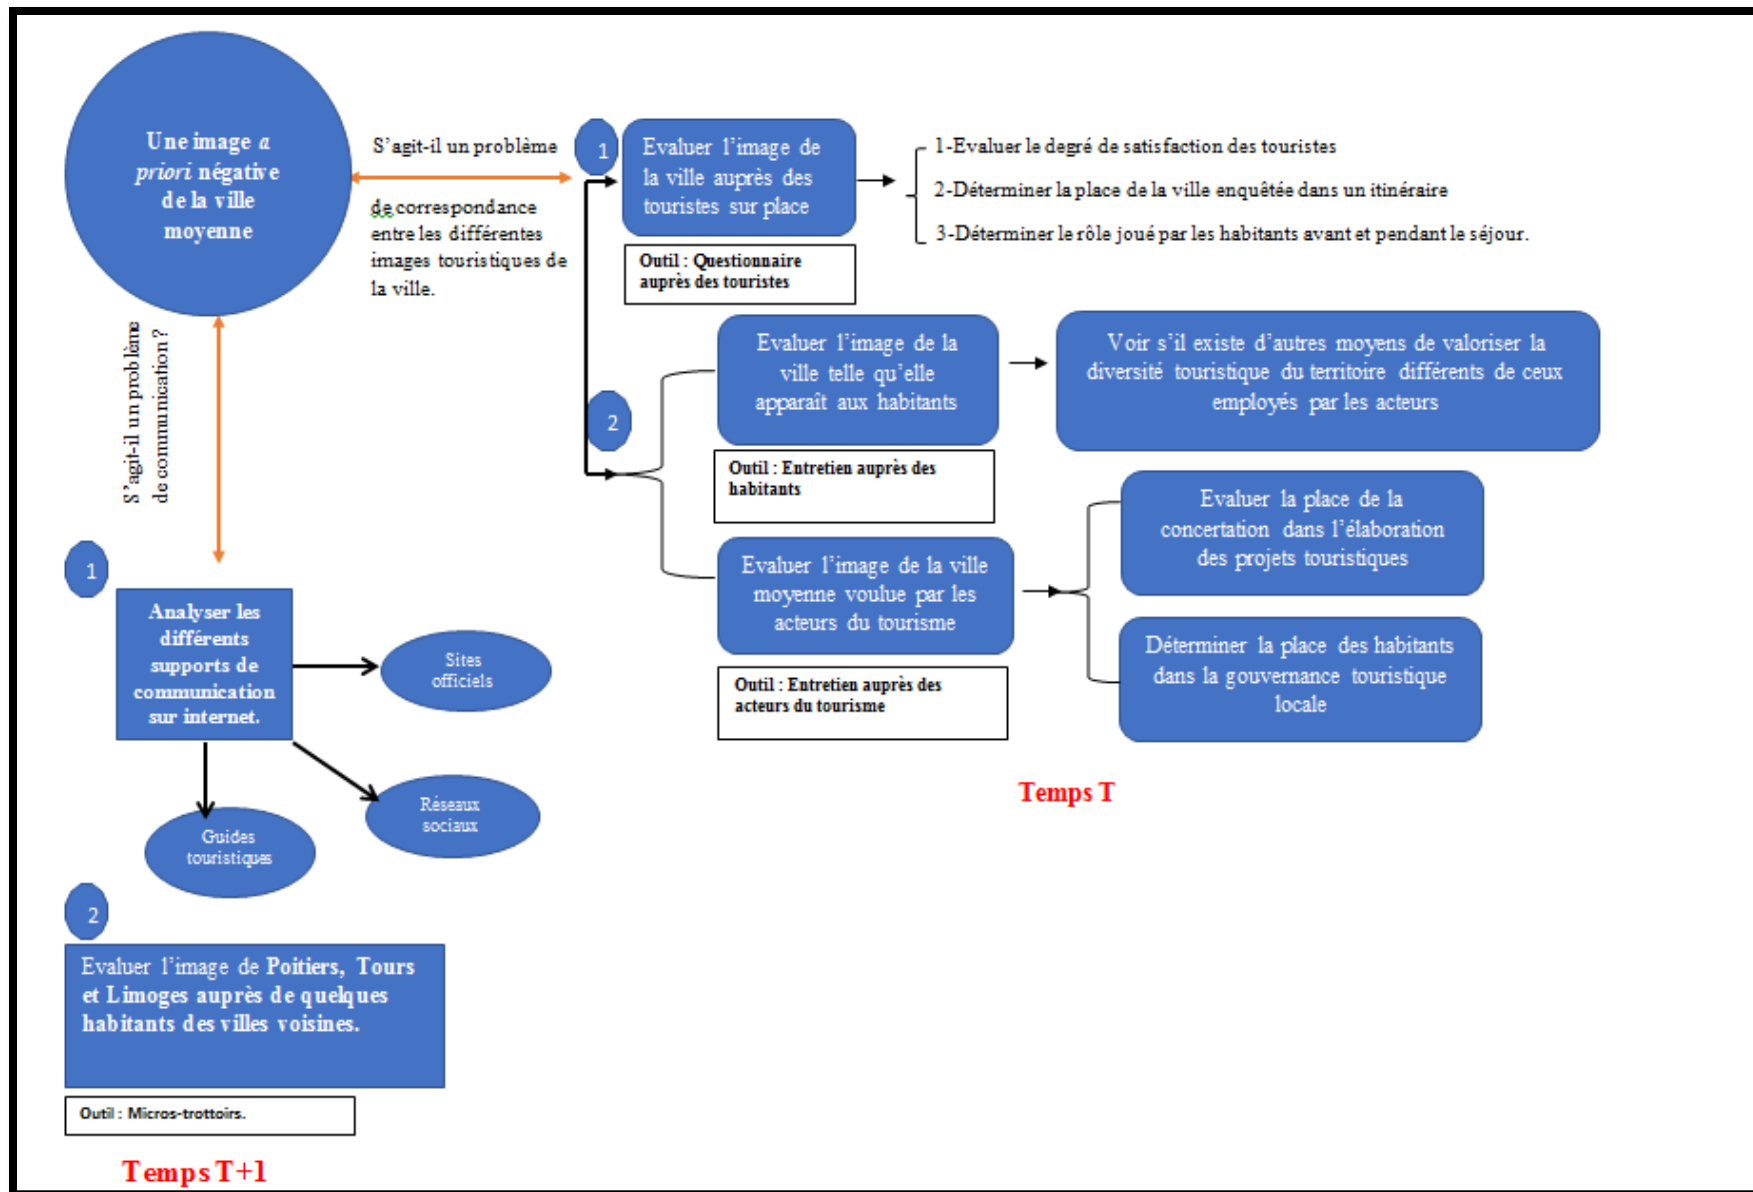 Une image a
priori négative
de la ville
moyenne
S’agit-il un problème
de correspondance
entre les différentes
images touristiques de
la ville.
1
Evaluer l’image de
la ville auprès des
touristes sur place
Outil : Questionnaire
auprès des touristes
1-Evaluer le degré de satisfaction des touristes
2-Déterminer la place de la ville enquêtée dans un itinéraire
3-Déterminer le rôle joué par les habitants avant et pendant le séjour.
2
Evaluer l’image de la
ville telle qu’elle
apparaît aux habitants
Outil : Entretien auprès des
habitants
Voir s’il existe d’autres moyens de valoriser la
diversité touristique du territoire différents de ceux
employés par les acteurs
Evaluer l’image de la ville
moyenne voulue par les
acteurs du tourisme
Outil : Entretien auprès des
acteurs du tourisme
Evaluer la place de la
concertation dans l’élaboration
des projets touristiques
Déterminer la place des habitants
dans la gouvernance touristique
locale
Temps T
S’agit-il un problème
de communication ?
1
Analyser les
différents
supports de
communication
sur internet.
Sites
officiels
Réseaux
sociaux
Guides
touristiques
2
Evaluer l’image de Poitiers, Tours
et Limoges auprès de quelques
habitants des villes voisines.
Outil : Micros-trottoirs.
Temps T+1